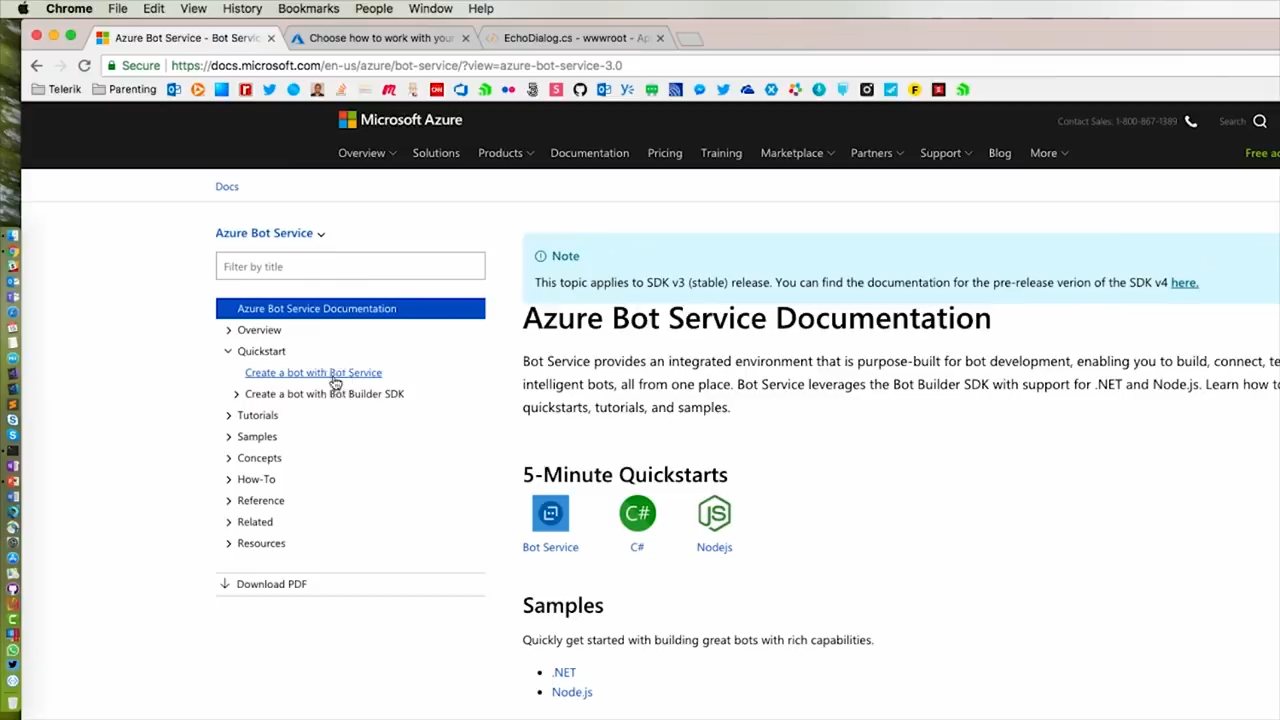 Chrome File Edit View History Bookmarks People Window Help
Azure Bot Service - Bot Servic Choose how to work with your EchoDialog.cs - wwwroot - Ap
Secure https://docs.microsoft.com/en-us/azure/bot-service/?view=azure-bot-service-3.0
Telerik Parenting
Microsoft Azure
Contact Sales: 1-800-867-1389 Search
Overview Solutions Products Documentation Pricing Training Marketplace Partners Support Blog More Free ac
Docs
Azure Bot Service
Filter by title
Azure Bot Service Documentation
Overview
Quickstart
Create a bot with Bot Service
Create a bot with Bot Builder SDK
Tutorials
Samples
Concepts
How-To
Reference
Related
Resources
Download PDF
Note
This topic applies to SDK v3 (stable) release. You can find the documentation for the pre-release verion of the SDK v4 here.
Azure Bot Service Documentation
Bot Service provides an integrated environment that is purpose-built for bot development, enabling you to build, connect, te
intelligent bots, all from one place. Bot Service leverages the Bot Builder SDK with support for .NET and Node.js. Learn how to
quickstarts, tutorials, and samples.
5-Minute Quickstarts
C#
JS
Bot Service C# Nodejs
Samples
Quickly get started with building great bots with rich capabilities.
.NET
Node.js